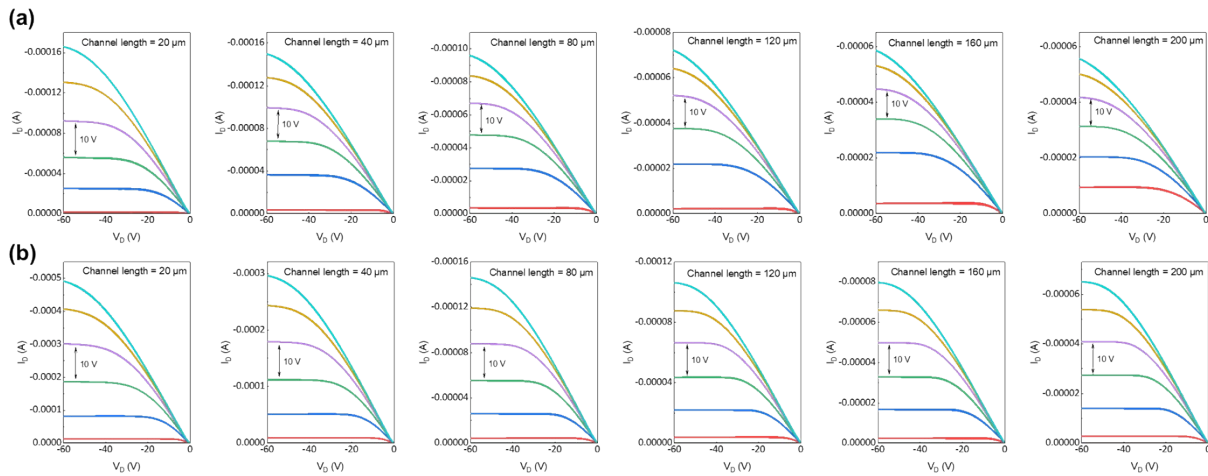 (a)
Channel length = 20 μm
-0.00016
-0.00012
-0.00008
-0.00004
0.00000
I_D (A)
10 V
-60 -40 -20 0
V_D (V)
Channel length = 40 μm
-0.00016
-0.00012
-0.00008
-0.00004
0.00000
I_D (A)
10 V
-60 -40 -20 0
V_D (V)
Channel length = 80 μm
-0.00010
-0.00008
-0.00006
-0.00004
-0.00002
0.00000
I_D (A)
10 V
-60 -40 -20 0
V_D (V)
Channel length = 120 μm
-0.00008
-0.00006
-0.00004
-0.00002
0.00000
I_D (A)
10 V
-60 -40 -20 0
V_D (V)
Channel length = 160 μm
-0.00006
-0.00004
-0.00002
0.00000
I_D (A)
10 V
-60 -40 -20 0
V_D (V)
Channel length = 200 μm
-0.00006
-0.00004
-0.00002
0.00000
I_D (A)
10 V
-60 -40 -20 0
V_D (V)
(b)
Channel length = 20 μm
-0.0005
-0.0004
-0.0003
-0.0002
-0.0001
0.0000
I_D (A)
10 V
-60 -40 -20 0
V_D (V)
Channel length = 40 μm
-0.0003
-0.0002
-0.0001
0.0000
I_D (A)
10 V
-60 -40 -20 0
V_D (V)
Channel length = 80 μm
-0.00016
-0.00012
-0.00008
-0.00004
0.00000
I_D (A)
10 V
-60 -40 -20 0
V_D (V)
Channel length = 120 μm
-0.00012
-0.00008
-0.00004
0.00000
I_D (A)
10 V
-60 -40 -20 0
V_D (V)
Channel length = 160 μm
-0.00008
-0.00006
-0.00004
-0.00002
0.00000
I_D (A)
10 V
-60 -40 -20 0
V_D (V)
Channel length = 200 μm
-0.00006
-0.00004
-0.00002
0.00000
I_D (A)
10 V
-60 -40 -20 0
V_D (V)